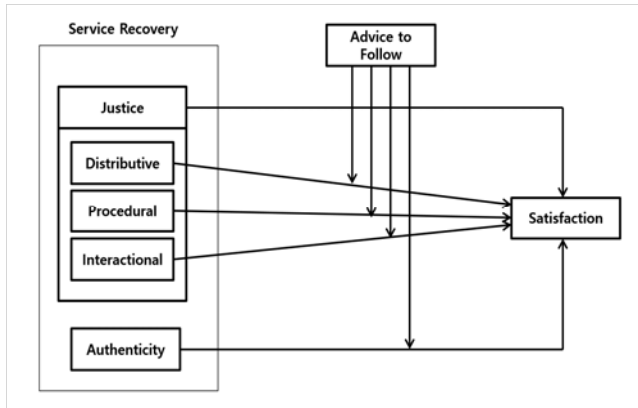 Service Recovery
Advice to
Follow
Justice
Distributive
Procedural
Satisfaction
Interactional
Authenticity